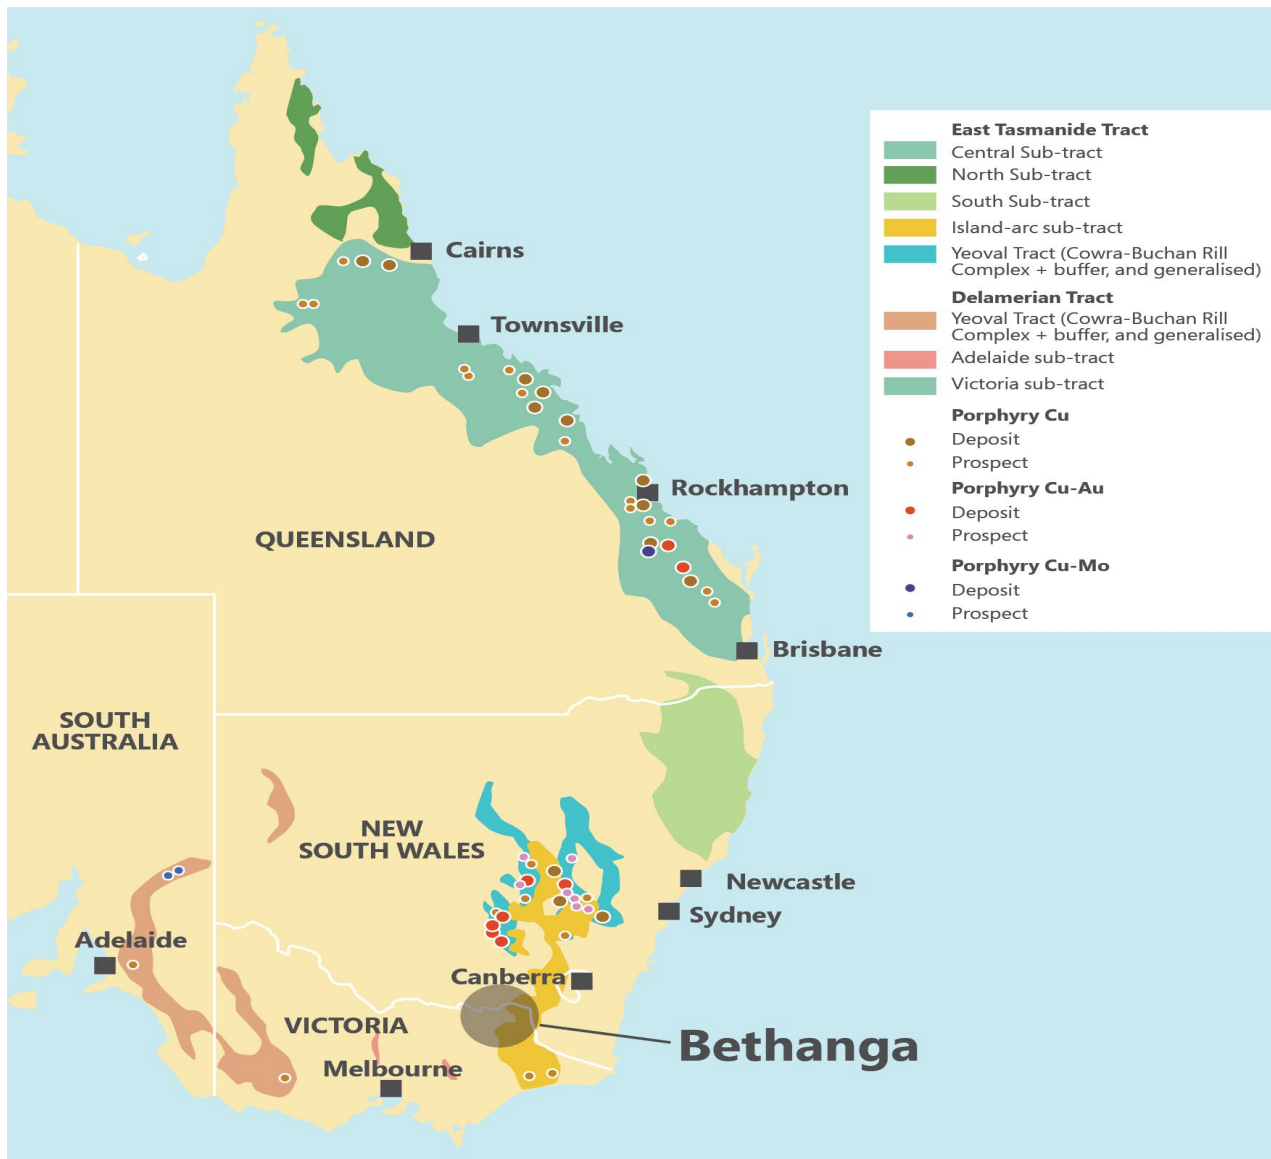 East Tasmanide Tract
Central Sub-tract
North Sub-tract
South Sub-tract
Island-arc sub-tract
Yeoval Tract (Cowra-Buchan Rill
Complex + buffer, and generalised)
Delamerian Tract
Yeoval Tract (Cowra-Buchan Rill
Complex + buffer, and generalised)
Adelaide sub-tract
Victoria sub-tract
Porphyry Cu
Deposit
Prospect
Porphyry Cu-Au
Deposit
Prospect
Porphyry Cu-Mo
Deposit
Prospect
Cairns
Townsville
Rockhampton
QUEENSLAND
Brisbane
SOUTH
AUSTRALIA
NEW
SOUTH WALES
Newcastle
Sydney
Adelaide
Canberra
VICTORIA
Bethanga
Melbourne